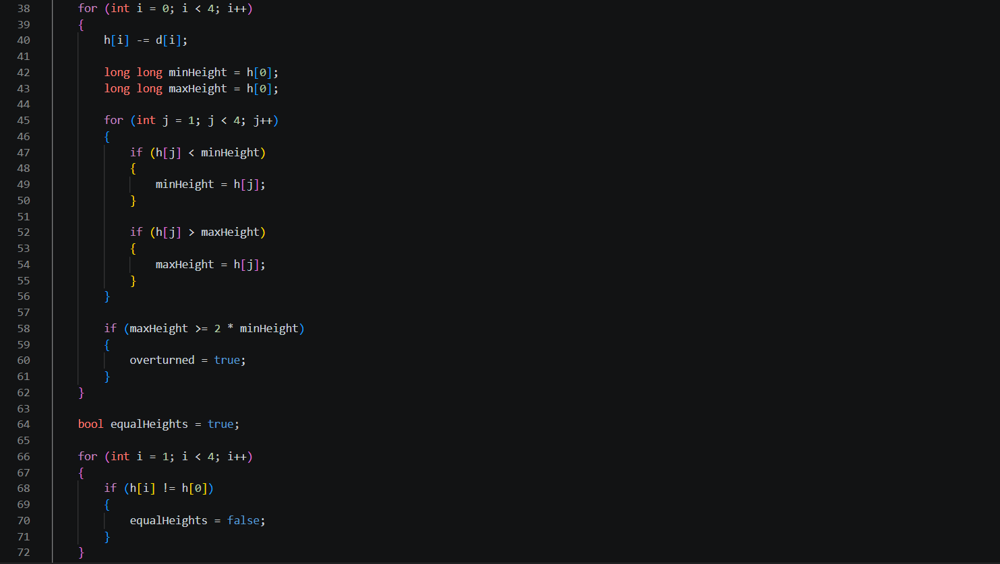 38 for (int i = 0; i < 4; i++)
39 {
40 h[i] -= d[i];
41
42 long long minHeight = h[0];
43 long long maxHeight = h[0];
44
45 for (int j = 1; j < 4; j++)
46 {
47 if (h[j] < minHeight)
48 {
49 minHeight = h[j];
50 }
51
52 if (h[j] > maxHeight)
53 {
54 maxHeight = h[j];
55 }
56 }
57
58 if (maxHeight >= 2 * minHeight)
59 {
60 overturned = true;
61 }
62 }
63
64 bool equalHeights = true;
65
66 for (int i = 1; i < 4; i++)
67 {
68 if (h[i] != h[0])
69 {
70 equalHeights = false;
71 }
72 }